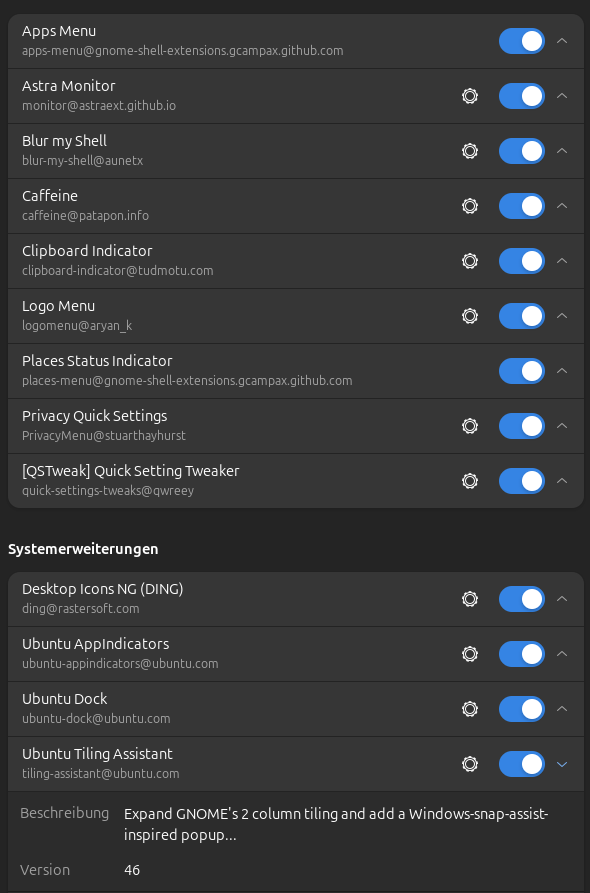 Apps Menu
apps-menu@gnome-shell-extensions.gcampax.github.com
Astra Monitor
monitor@astraext.github.io
Blur my Shell
blur-my-shell@aunetx
Caffeine
caffeine@patapon.info
Clipboard Indicator
clipboard-indicator@tudmotu.com
Logo Menu
logomenu@aryan_k
Places Status Indicator
places-menu@gnome-shell-extensions.gcampax.github.com
Privacy Quick Settings
PrivacyMenu@stuarthayhurst
[QSTweak] Quick Setting Tweaker
quick-settings-tweaks@qwreey
Systemerweiterungen
Desktop Icons NG (DING)
ding@rastersoft.com
Ubuntu AppIndicators
ubuntu-appindicators@ubuntu.com
Ubuntu Dock
ubuntu-dock@ubuntu.com
Ubuntu Tiling Assistant
tiling-assistant@ubuntu.com
Beschreibung Expand GNOME's 2 column tiling and add a Windows-snap-assist-
inspired popup...
Version 46